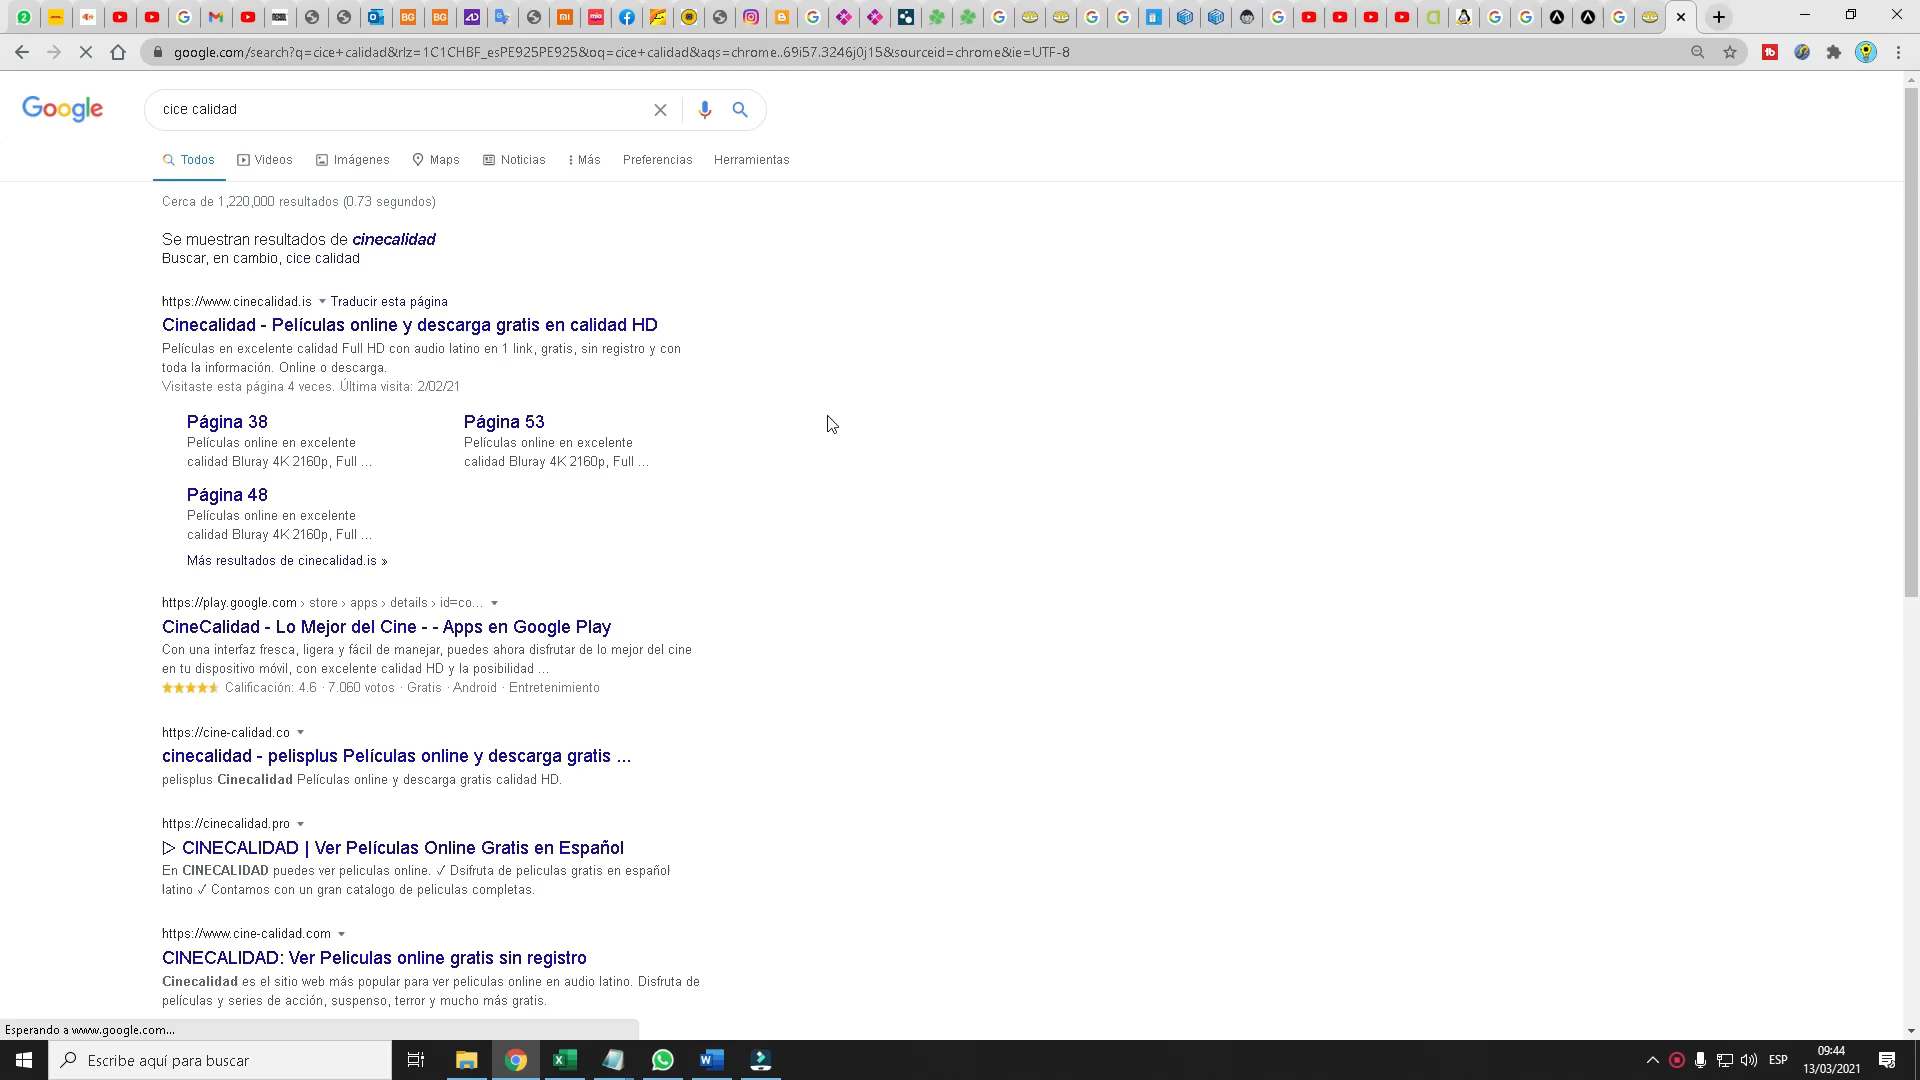 google.com/search?q=cice+calidad&rlz=1C1CHBF_esPE925PE925&oq=cice+calidad&aqs=chrome..69i57.3246j0j15&sourceid=chrome&ie=UTF-8
Google
cice calidad
Todos Videos Imágenes Maps Noticias Más Preferencias Herramientas
Cerca de 1,220,000 resultados (0.73 segundos)
Se muestran resultados de cinecalidad
Buscar, en cambio, cice calidad
https://www.cinecalidad.is Traducir esta página
Cinecalidad - Películas online y descarga gratis en calidad HD
Películas en excelente calidad Full HD con audio latino en 1 link, gratis, sin registro y con
toda la información. Online o descarga.
Visitaste esta página 4 veces. Última visita: 2/02/21
Página 38
Películas online en excelente
calidad Bluray 4K 2160p, Full ...
Página 53
Películas online en excelente
calidad Bluray 4K 2160p, Full ...
Página 48
Películas online en excelente
calidad Bluray 4K 2160p, Full ...
Más resultados de cinecalidad.is »
https://play.google.com › store › apps › details › id=co...
CineCalidad - Lo Mejor del Cine - - Apps en Google Play
Con una interfaz fresca, ligera y fácil de manejar, puedes ahora disfrutar de lo mejor del cine
en tu dispositivo móvil, con excelente calidad HD y la posibilidad ...
Calificación: 4.6 · 7.060 votos · Gratis · Android · Entretenimiento
https://cine-calidad.co
cinecalidad - pelisplus Películas online y descarga gratis ...
pelisplus Cinecalidad Películas online y descarga gratis calidad HD.
https://cinecalidad.pro
▷ CINECALIDAD | Ver Películas Online Gratis en Español
En CINECALIDAD puedes ver peliculas online. ✓ Dsifruta de peliculas gratis en español
latino ✓ Contamos con un gran catalogo de peliculas completas.
https://www.cine-calidad.com
CINECALIDAD: Ver Peliculas online gratis sin registro
Cinecalidad es el sitio web más popular para ver peliculas online en audio latino. Disfruta de
películas y series de acción, suspenso, terror y mucho más gratis.
Esperando a www.google.com...
Escribe aquí para buscar
ESP
09:44
13/03/2021